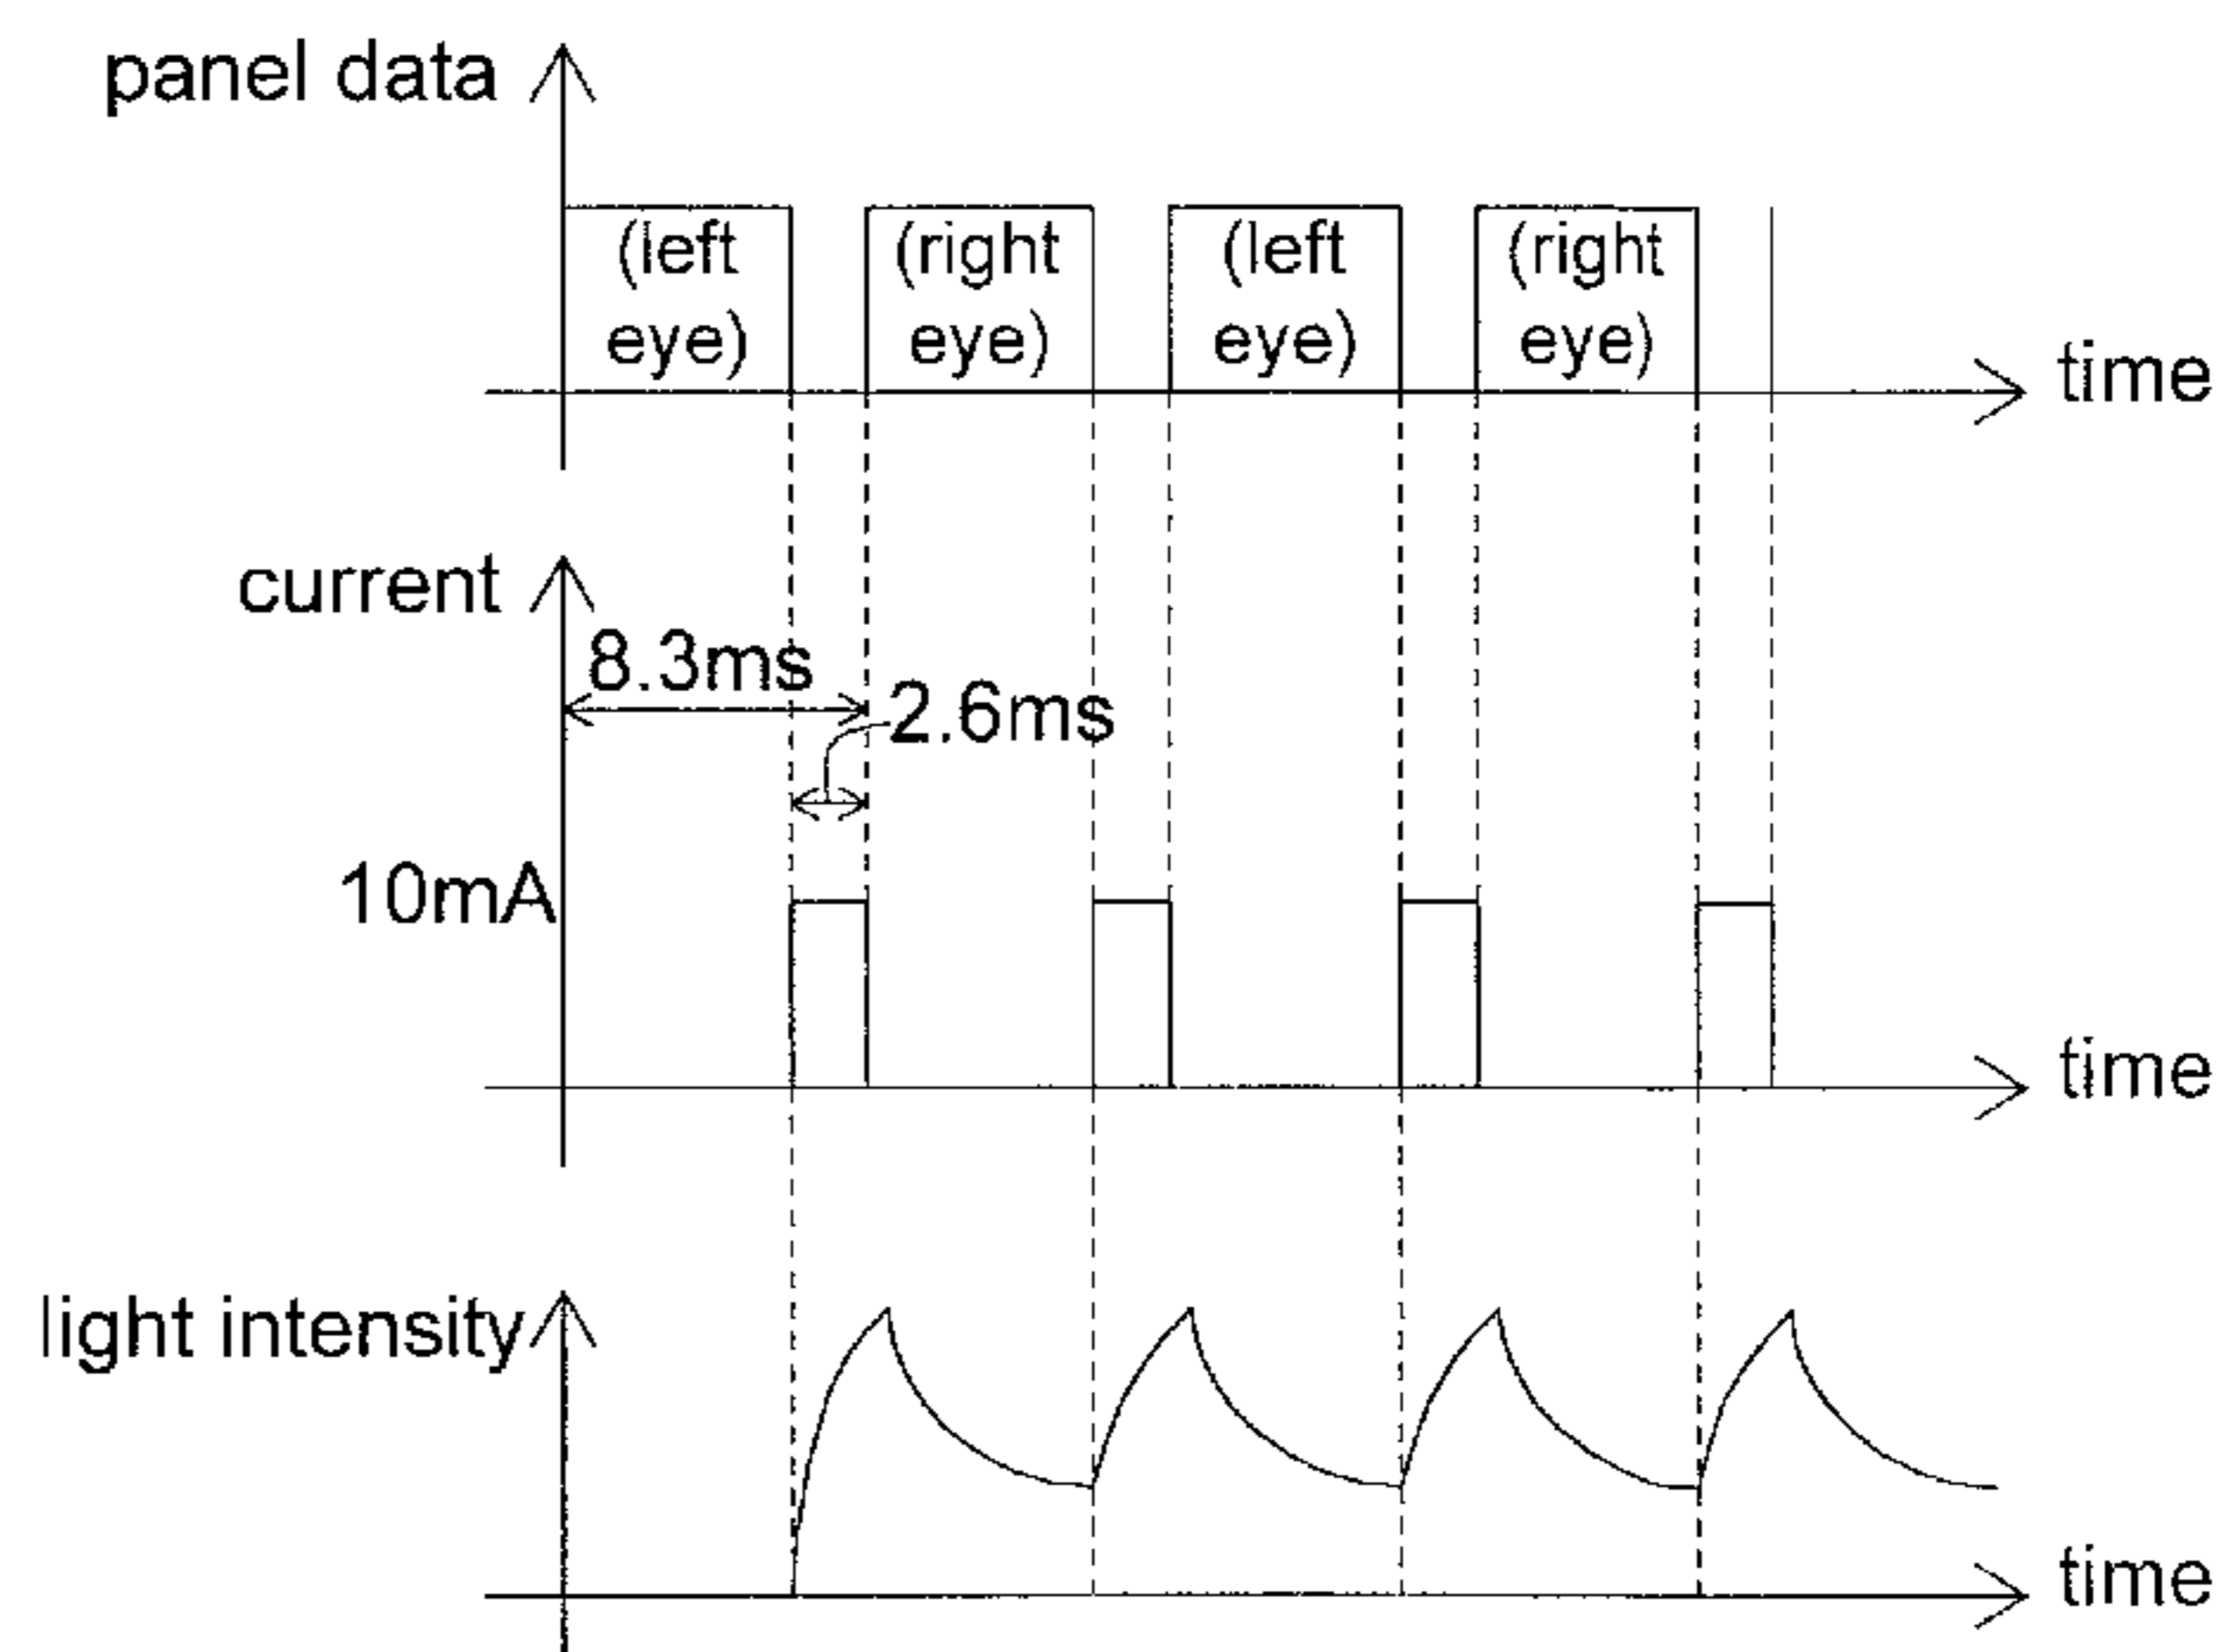 panel data
(left
eye)
(right
eye)
(left
eye)
(right
eye)
time
current
8.3ms
2.6ms
10mA
time
light intensity
time